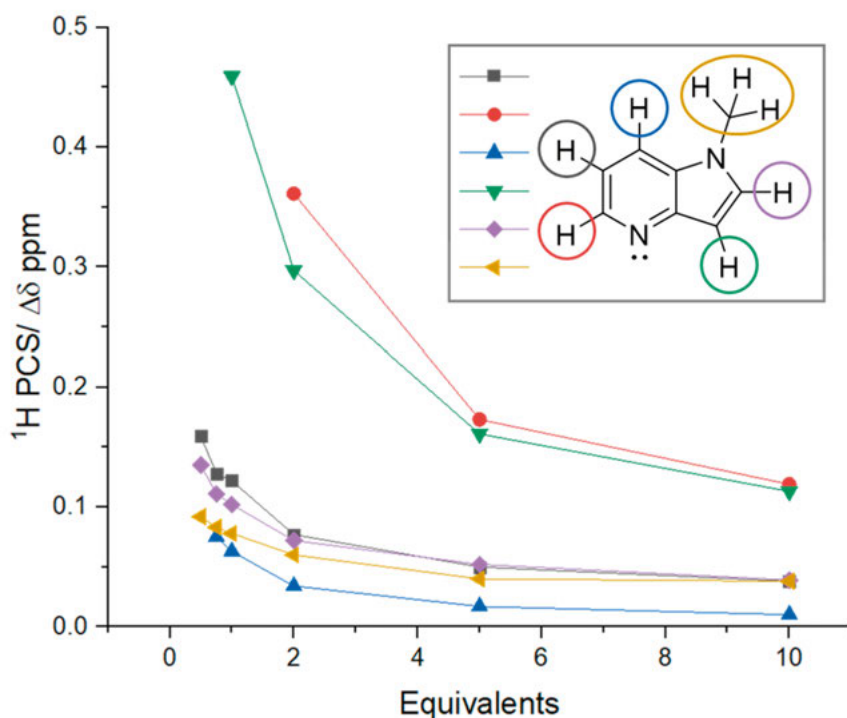 0.5
0.4
0.3
0.2
0.1
0.0
¹H PCS/ Δδ ppm
0 2 4 6 8 10
Equivalents
H
H H H
H
N
H
H
N
••
H